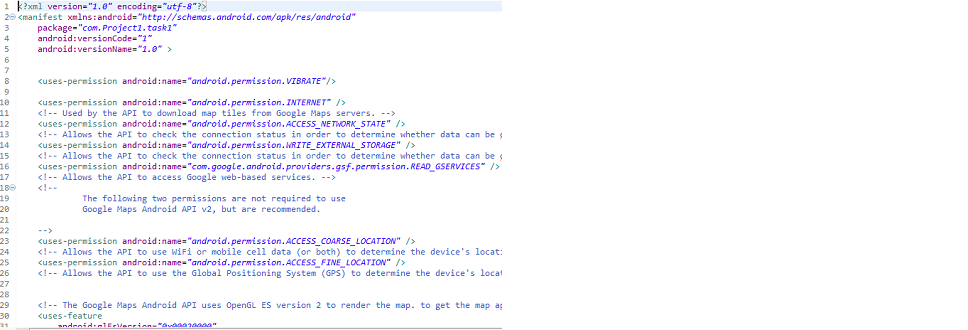 1 <?xml version="1.0" encoding="utf-8"?>
2 <manifest xmlns:android="http://schemas.android.com/apk/res/android"
3 package="com.Project1.task1"
4 android:versionCode="1"
5 android:versionName="1.0" >
6
7
8 <uses-permission android:name="android.permission.VIBRATE"/>
9
10 <uses-permission android:name="android.permission.INTERNET" />
11 <!-- Used by the API to download map tiles from Google Maps servers. -->
12 <uses-permission android:name="android.permission.ACCESS_NETWORK_STATE" />
13 <!-- Allows the API to check the connection status in order to determine whether data can be
14 <uses-permission android:name="android.permission.WRITE_EXTERNAL_STORAGE" />
15 <!-- Allows the API to check the connection status in order to determine whether data can be
16 <uses-permission android:name="com.google.android.providers.gsf.permission.READ_GSERVICES" />
17 <!-- Allows the API to access Google web-based services. -->
18 <!--
19 The following two permissions are not required to use
20 Google Maps Android API v2, but are recommended.
21
22 -->
23 <uses-permission android:name="android.permission.ACCESS_COARSE_LOCATION" />
24 <!-- Allows the API to use WiFi or mobile cell data (or both) to determine the device's locati
25 <uses-permission android:name="android.permission.ACCESS_FINE_LOCATION" />
26 <!-- Allows the API to use the Global Positioning System (GPS) to determine the device's locat
27
28
29 <!-- The Google Maps Android API uses OpenGL ES version 2 to render the map. to get the map ap
30 <uses-feature
31 android:glEsVersion="0x00020000"